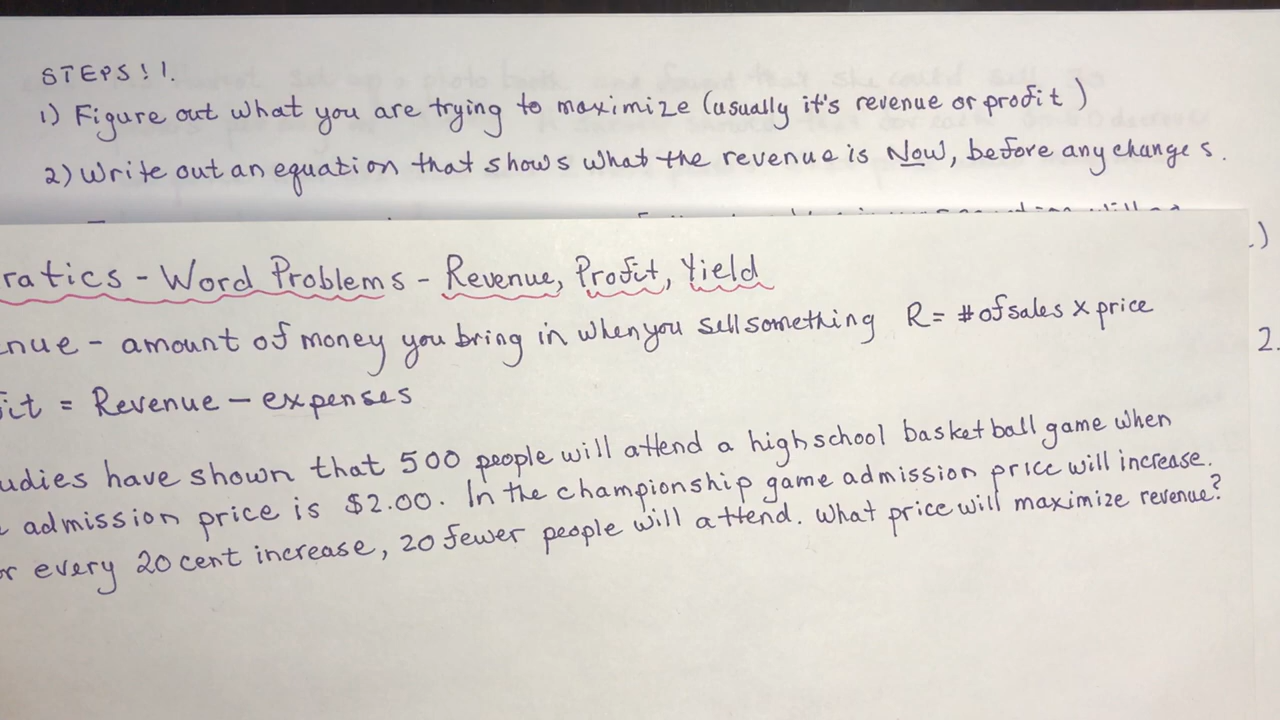 STEPS!!
1) Figure out what you are trying to maximize (usually it's revenue or profit)
2) Write out an equation that shows what the revenue is Now, before any changes.
ratics - Word Problems - Revenue, Profit, Yield
nue - amount of money you bring in when you sell something R = # of sales x price
fit = Revenue - expenses
udies have shown that 500 people will attend a high school basketball game when
admission price is $2.00. In the championship game admission price will increase.
r every 20 cent increase, 20 fewer people will attend. What price will maximize revenue?
.)
2.